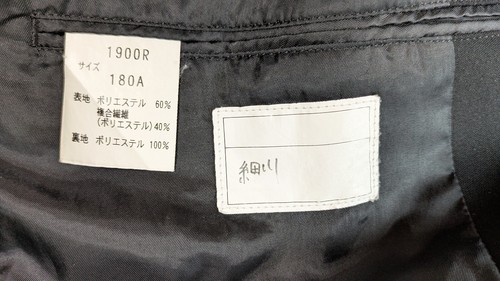 1900R
サイズ
180A
表地 ポリエステル 60%
複合繊維
(ポリエステル) 40%
裏地 ポリエステル 100%
細川